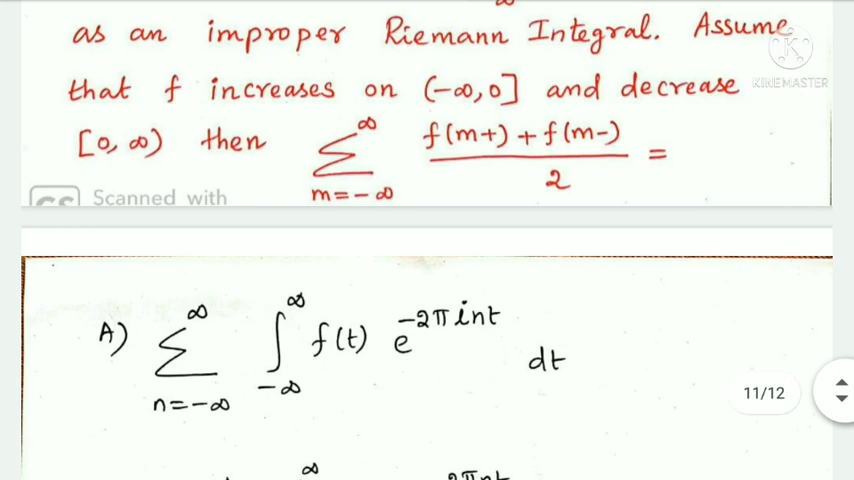 as an improper Riemann Integral. Assume
that f increases on (-∞,0] and decrease
KINEMASTER
[0, ∞) then ∞∑m=-∞ f(m+) + f(m-) / 2 =
Scanned with
A) ∞∑n=-∞ ∫-∞^∞ f(t) e^-2πint dt
11/12